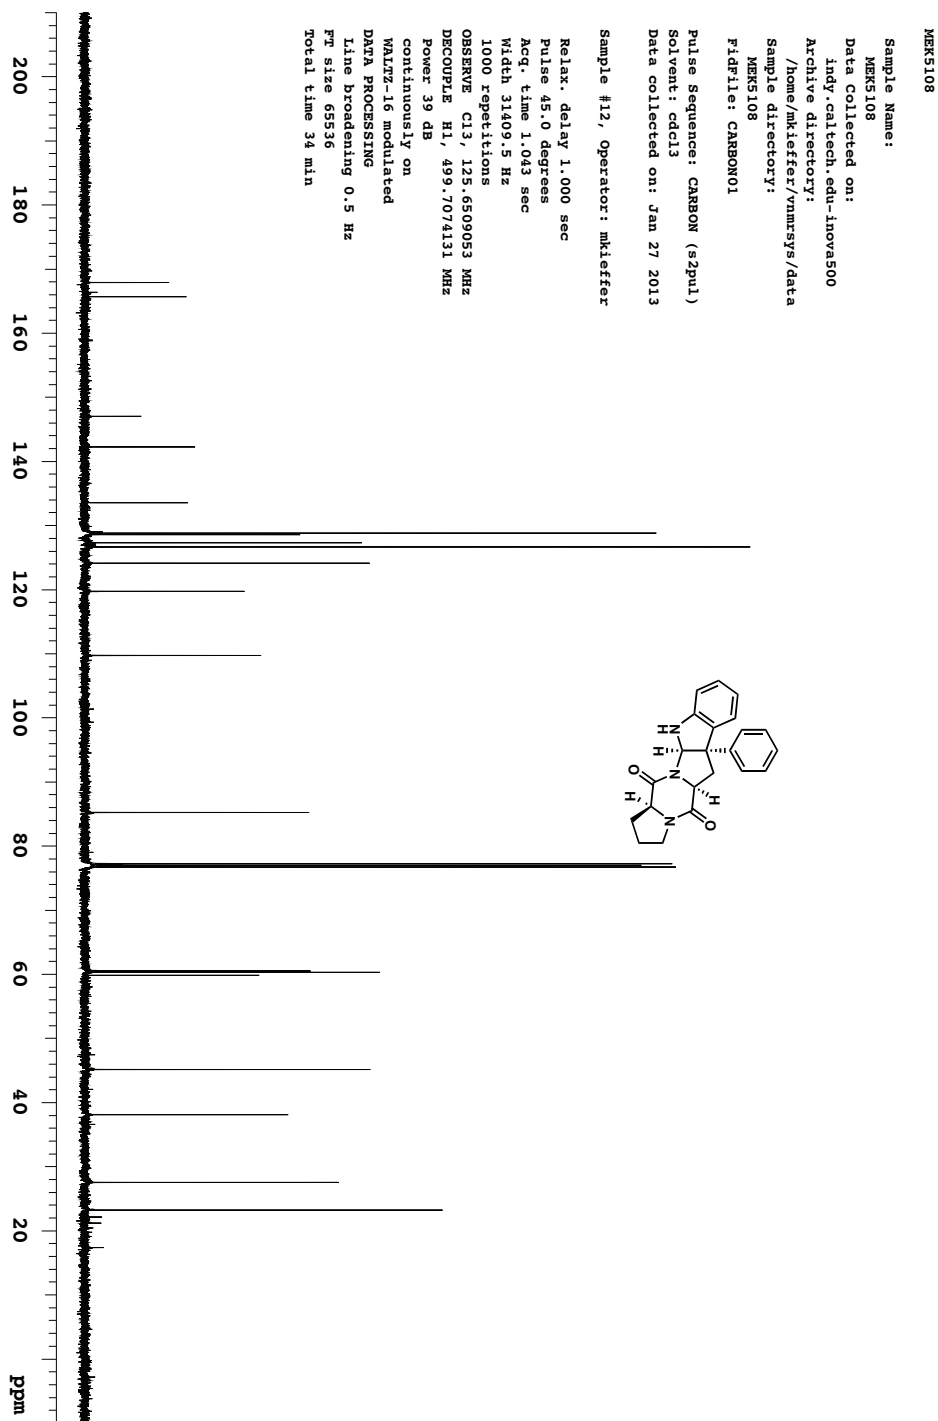 MEK5108
Sample Name:
MEK5108
Data Collected on:
indy.caltech.edu-inova500
Archive directory:
/home/mkieffer/vnmrsys/data
Sample directory:
MEK5108
FidFile: CARBON01
Pulse Sequence: CARBON (s2pul)
Solvent: cdcl3
Data collected on: Jan 27 2013
Sample #12, Operator: mkieffer
Relax. delay 1.000 sec
Pulse 45.0 degrees
Acq. time 1.043 sec
Width 31409.5 Hz
1000 repetitions
OBSERVE C13, 125.6509053 MHz
DECOUPLE H1, 499.7074131 MHz
Power 39 dB
continuously on
WALTZ-16 modulated
DATA PROCESSING
Line broadening 0.5 Hz
FT size 65536
Total time 34 min
N
H
H
N
H
O
O
H
N
200 180 160 140 120 100 80 60 40 20 ppm